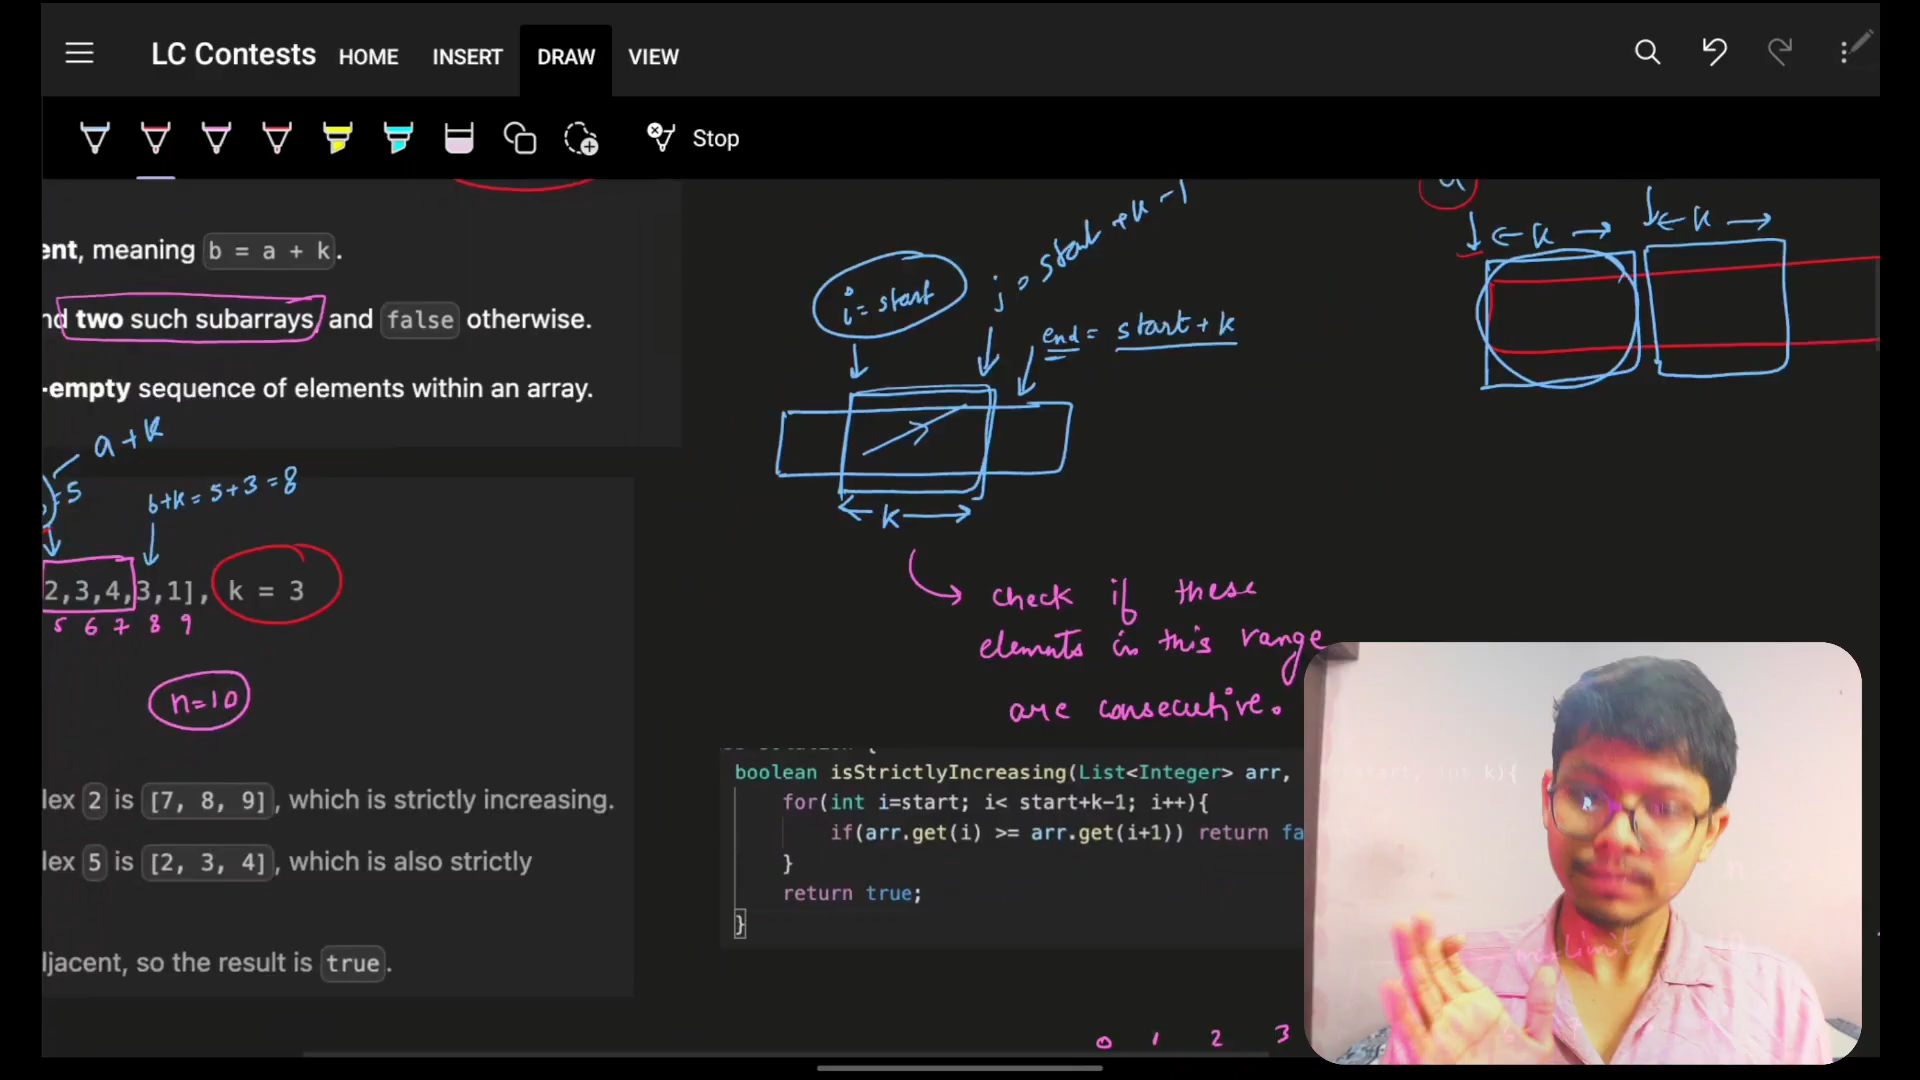 LC Contests HOME INSERT DRAW VIEW
Stop
ent, meaning b = a + k.
nd two such subarrays, and false otherwise.
-empty sequence of elements within an array.
a+k
=5
b+k = 5+3 = 8
2,3,4,3,1], k = 3
5 6 7 8 9
n=10
lex 2 is [7, 8, 9], which is strictly increasing.
lex 5 is [2, 3, 4], which is also strictly
ljacent, so the result is true.
i= start
j = start +k -1
end = start + k
k
check if these
elemnts in this range
are consecutive.
boolean isStrictlyIncreasing(List<Integer> arr, int k){
for(int i=start; i< start+k-1; i++){
if(arr.get(i) >= arr.get(i+1)) return fa
}
return true;
}
0 1 2 3
k k